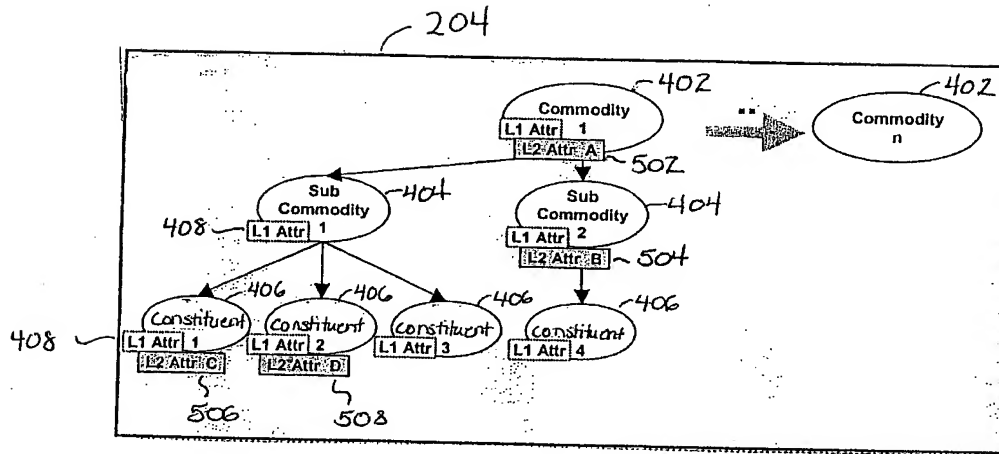 204
402
402
Commodity
1
L1 Attr
L2 Attr A
502
Commodity
n
Sub
Commodity
1
404
408
L1 Attr
Sub
Commodity
2
404
L1 Attr
L2 Attr B
504
406
406
406
406
408
Constituent
L1 Attr 1
L2 Attr C
Constituent
L1 Attr 2
L2 Attr D
Constituent
L1 Attr 3
Constituent
L1 Attr 4
506
508